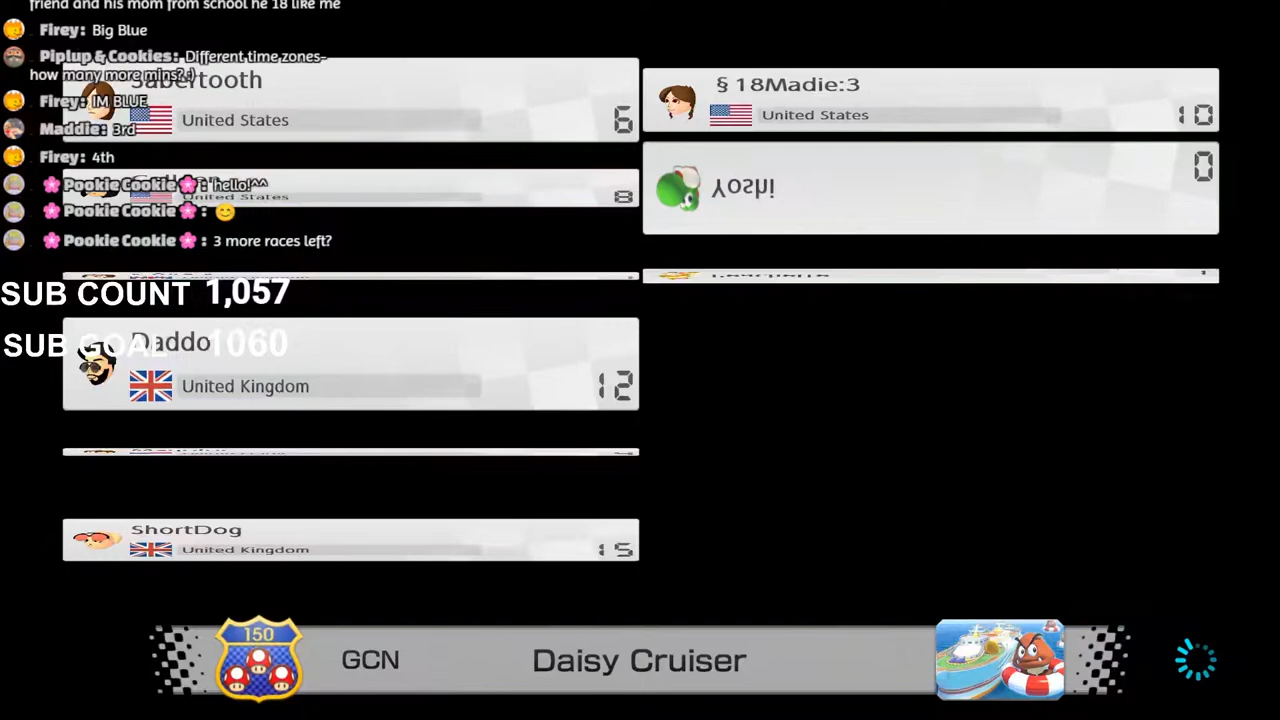 friend and his mom from school he 18 like me
Firey: Big Blue
Piplup & Cookies: Different time zones-
how many more mins?:)
Firey: IM BLUE
Maddie: 3rd
Firey: 4th
🌸 Pookie Cookie 🌸 : hello!^^
🌸 Pookie Cookie 🌸 : 😊
🌸 Pookie Cookie 🌸 : 3 more races left?
SUB COUNT 1,057
SUB GOAL 1060
Sabertooth
United States 6
United States 8
Daddo
United Kingdom 12
ShortDog
United Kingdom 15
§18Madie:3
United States 10
Yoshi 0
150
GCN Daisy Cruiser